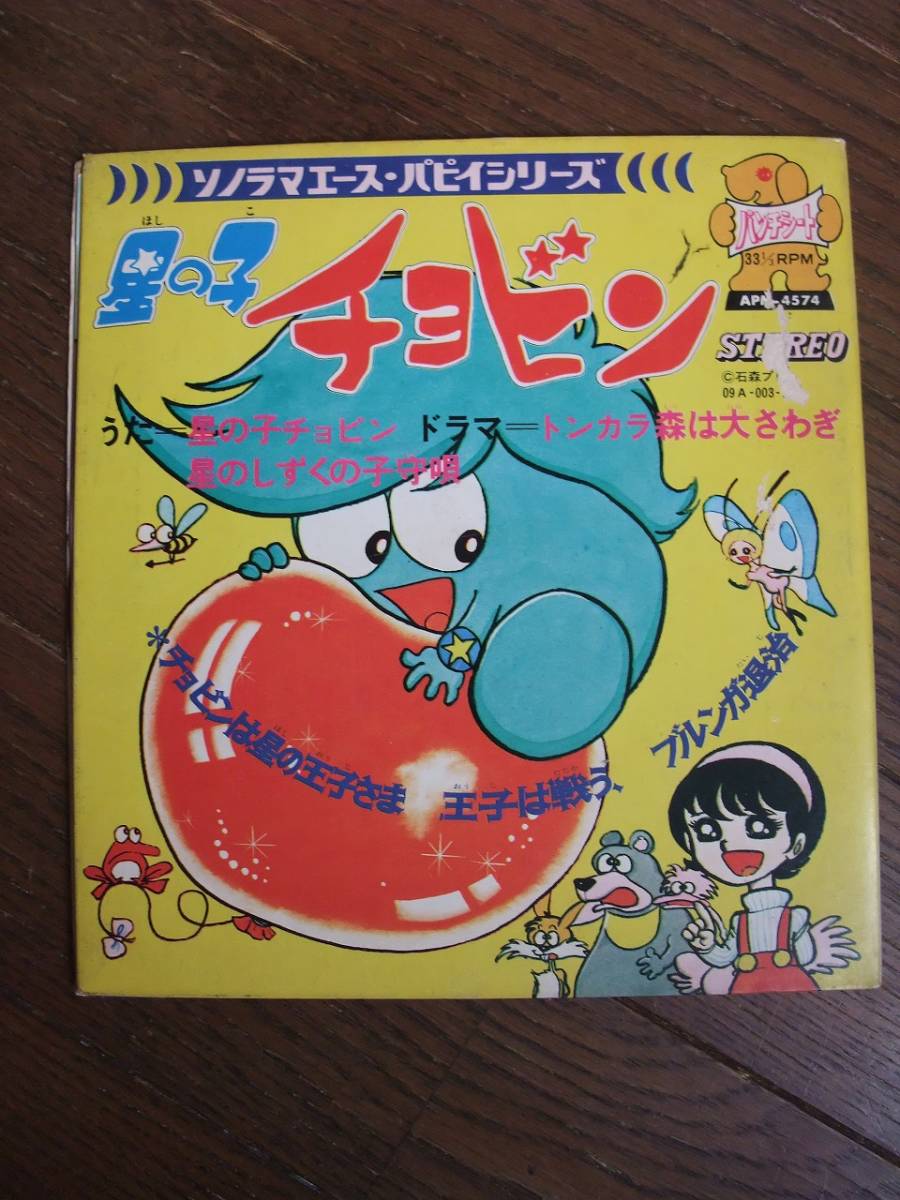 ソノラマエース・パピイシリーズ
パンチシート
33⅓RPM
APM-4574
STEREO
©石森プ
09A-003-
ほし こ
星の子
チョビン
うた=星の子チョビン ドラマ=トンカラ森は大さわぎ
星のしずくの子守唄
*チョビンは星の王子さま 王子は戦う、 ブルンガ退治